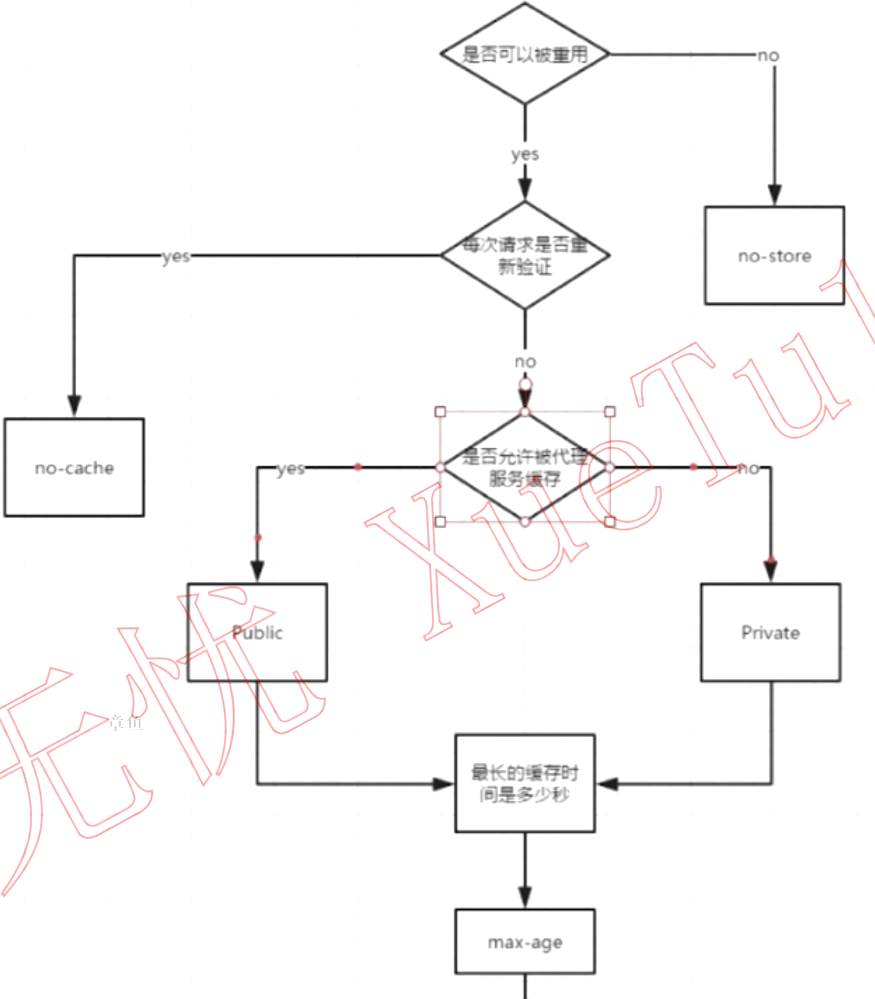 是否可以被重用
no
yes
每次请求是否重
新验证
yes
no-store
no
no-cache
是否允许被代理
服务缓存
yes
no
Public
Private
无忧 XueTu
最长的缓存时
间是多少秒
max-age